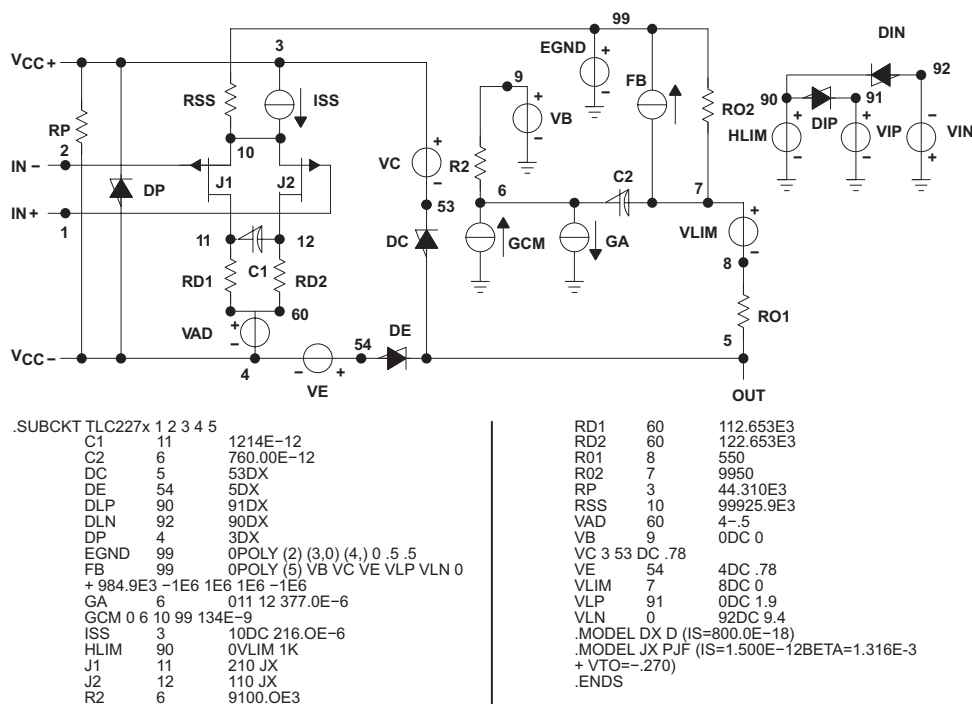 99
DIN
3
EGND
+
VCC+
9
92
FB
RSS
ISS
+
90
91
RO2
RP
VB
DIP
10
HLIM
VIP
VIN
2
VC
R2
IN –
J1
J2
C2
6
7
DP
53
IN+
GCM
GA
VLIM
1
11
12
DC
C1
8
RD1
RD2
60
RO1
VAD
DE
54
5
VCC–
4
VE
OUT
.SUBCKT TLC227x 1 2 3 4 5
C1 11 1214E–12
C2 6 760.00E–12
DC 5 53DX
DE 54 5DX
DLP 90 91DX
DLN 92 90DX
DP 4 3DX
EGND 99 0POLY (2) (3,0) (4,) 0 .5 .5
FB 99 0POLY (5) VB VC VE VLP VLN 0
+ 984.9E3 –1E6 1E6 1E6 –1E6
GA 6 011 12 377.0E–6
GCM 0 6 10 99 134E–9
ISS 3 10DC 216.OE–6
HLIM 90 0VLIM 1K
J1 11 210 JX
J2 12 110 JX
R2 6 9100.OE3
RD1 60 112.653E3
RD2 60 122.653E3
R01 8 550
R02 7 9950
RP 3 44.310E3
RSS 10 99925.9E3
VAD 60 4–.5
VB 9 0DC 0
VC 3 53 DC .78
VE 54 4DC .78
VLIM 7 8DC 0
VLP 91 0DC 1.9
VLN 0 92DC 9.4
.MODEL DX D (IS=800.0E–18)
.MODEL JX PJF (IS=1.500E–12BETA=1.316E-3
+ VTO=–.270)
.ENDS